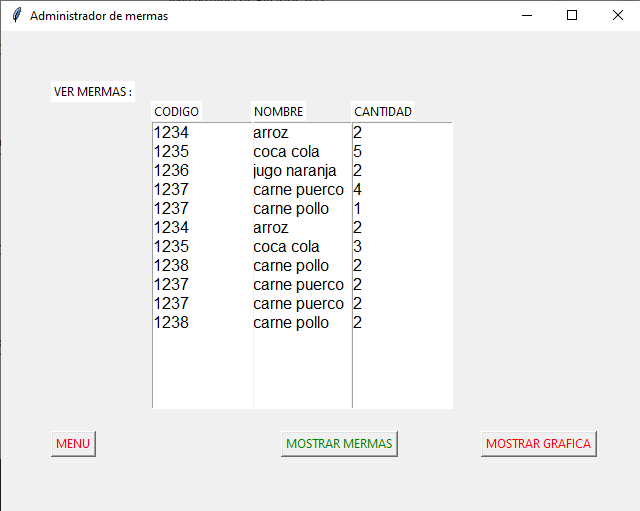 Administrador de mermas
VER MERMAS :
CODIGO NOMBRE CANTIDAD
1234 arroz 2
1235 coca cola 5
1236 jugo naranja 2
1237 carne puerco 4
1237 carne pollo 1
1234 arroz 2
1235 coca cola 3
1238 carne pollo 2
1237 carne puerco 2
1237 carne puerco 2
1238 carne pollo 2
MENU MOSTRAR MERMAS MOSTRAR GRAFICA